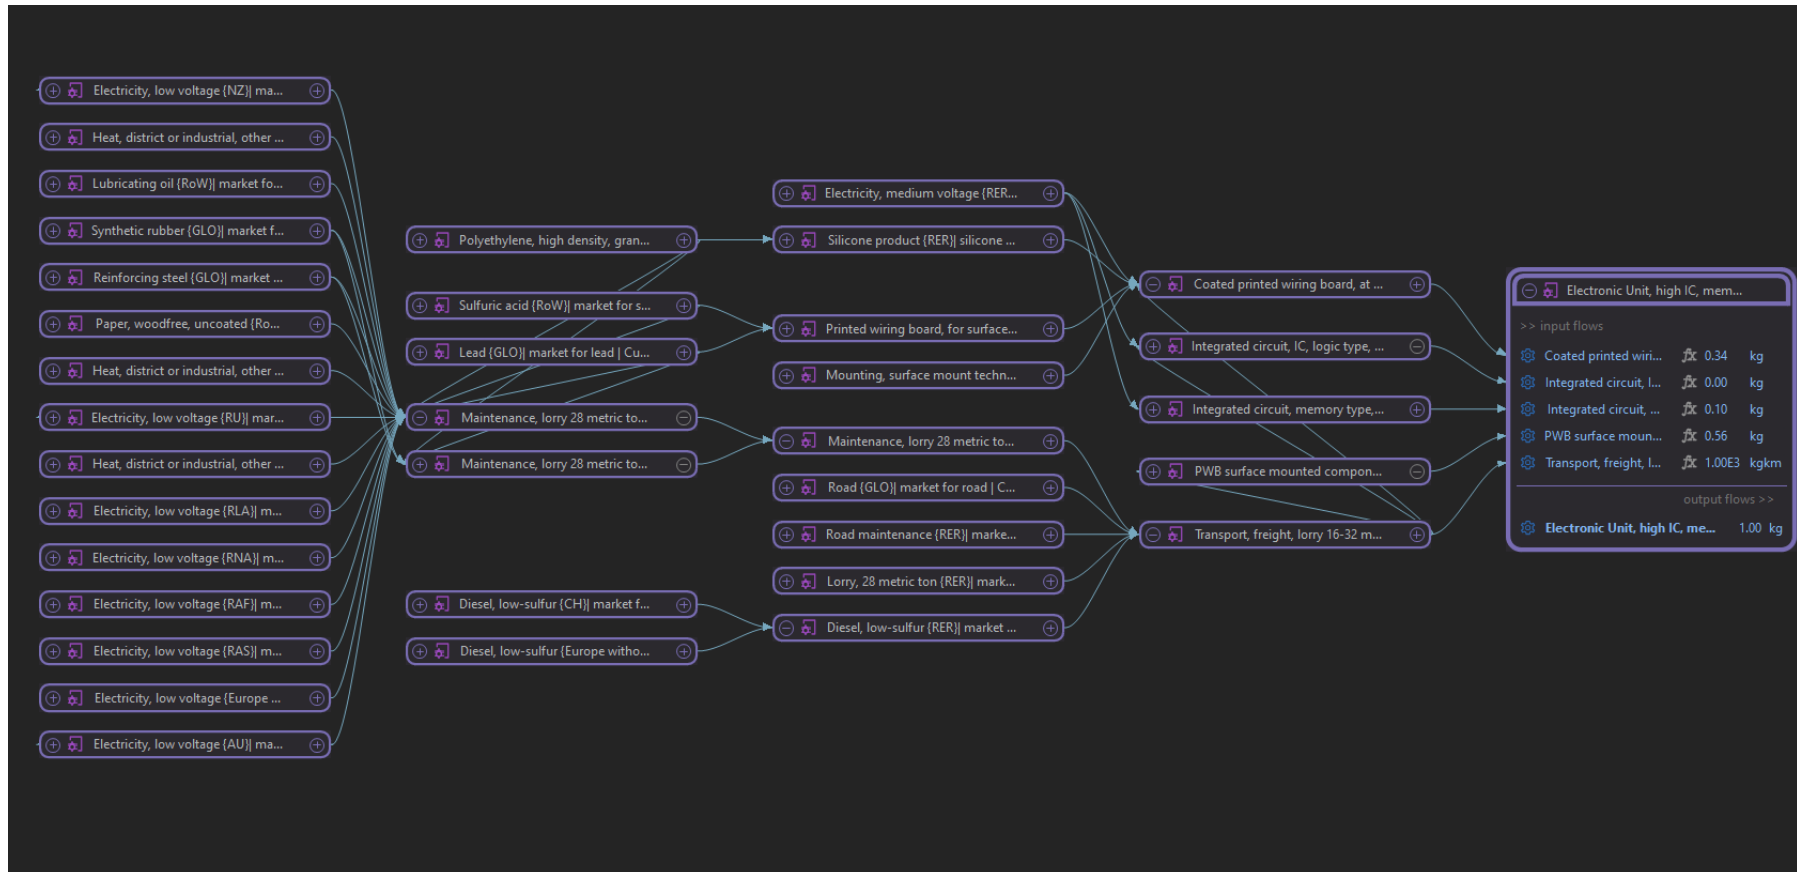 Electricity, low voltage {NZ}| ma...
Heat, district or industrial, other ...
Lubricating oil {RoW}| market fo...
Synthetic rubber {GLO}| market f...
Reinforcing steel {GLO}| market ...
Paper, woodfree, uncoated {Ro...
Heat, district or industrial, other ...
Electricity, low voltage {RU}| mar...
Heat, district or industrial, other ...
Electricity, low voltage {RLA}| m...
Electricity, low voltage {RNA}| m...
Electricity, low voltage {RAF}| m...
Electricity, low voltage {RAS}| m...
Electricity, low voltage {Europe ...
Electricity, low voltage {AU}| ma...
Polyethylene, high density, gran...
Sulfuric acid {RoW}| market for s...
Lead {GLO}| market for lead | Cu...
Maintenance, lorry 28 metric to...
Maintenance, lorry 28 metric to...
Diesel, low-sulfur {CH}| market f...
Diesel, low-sulfur {Europe witho...
Electricity, medium voltage {RER...
Silicone product {RER}| silicone ...
Printed wiring board, for surface...
Mounting, surface mount techn...
Maintenance, lorry 28 metric to...
Road {GLO}| market for road | C...
Road maintenance {RER}| marke...
Lorry, 28 metric ton {RER}| mark...
Diesel, low-sulfur {RER}| market ...
Coated printed wiring board, at ...
Integrated circuit, IC, logic type, ...
Integrated circuit, memory type,...
PWB surface mounted compon...
Transport, freight, lorry 16-32 m...
Electronic Unit, high IC, mem...
>> input flows
Coated printed wiri... fx 0.34 kg
Integrated circuit, I... fx 0.00 kg
Integrated circuit, ... fx 0.10 kg
PWB surface moun... fx 0.56 kg
Transport, freight, l... fx 1.00E3 kgkm
output flows >>
Electronic Unit, high IC, me... 1.00 kg